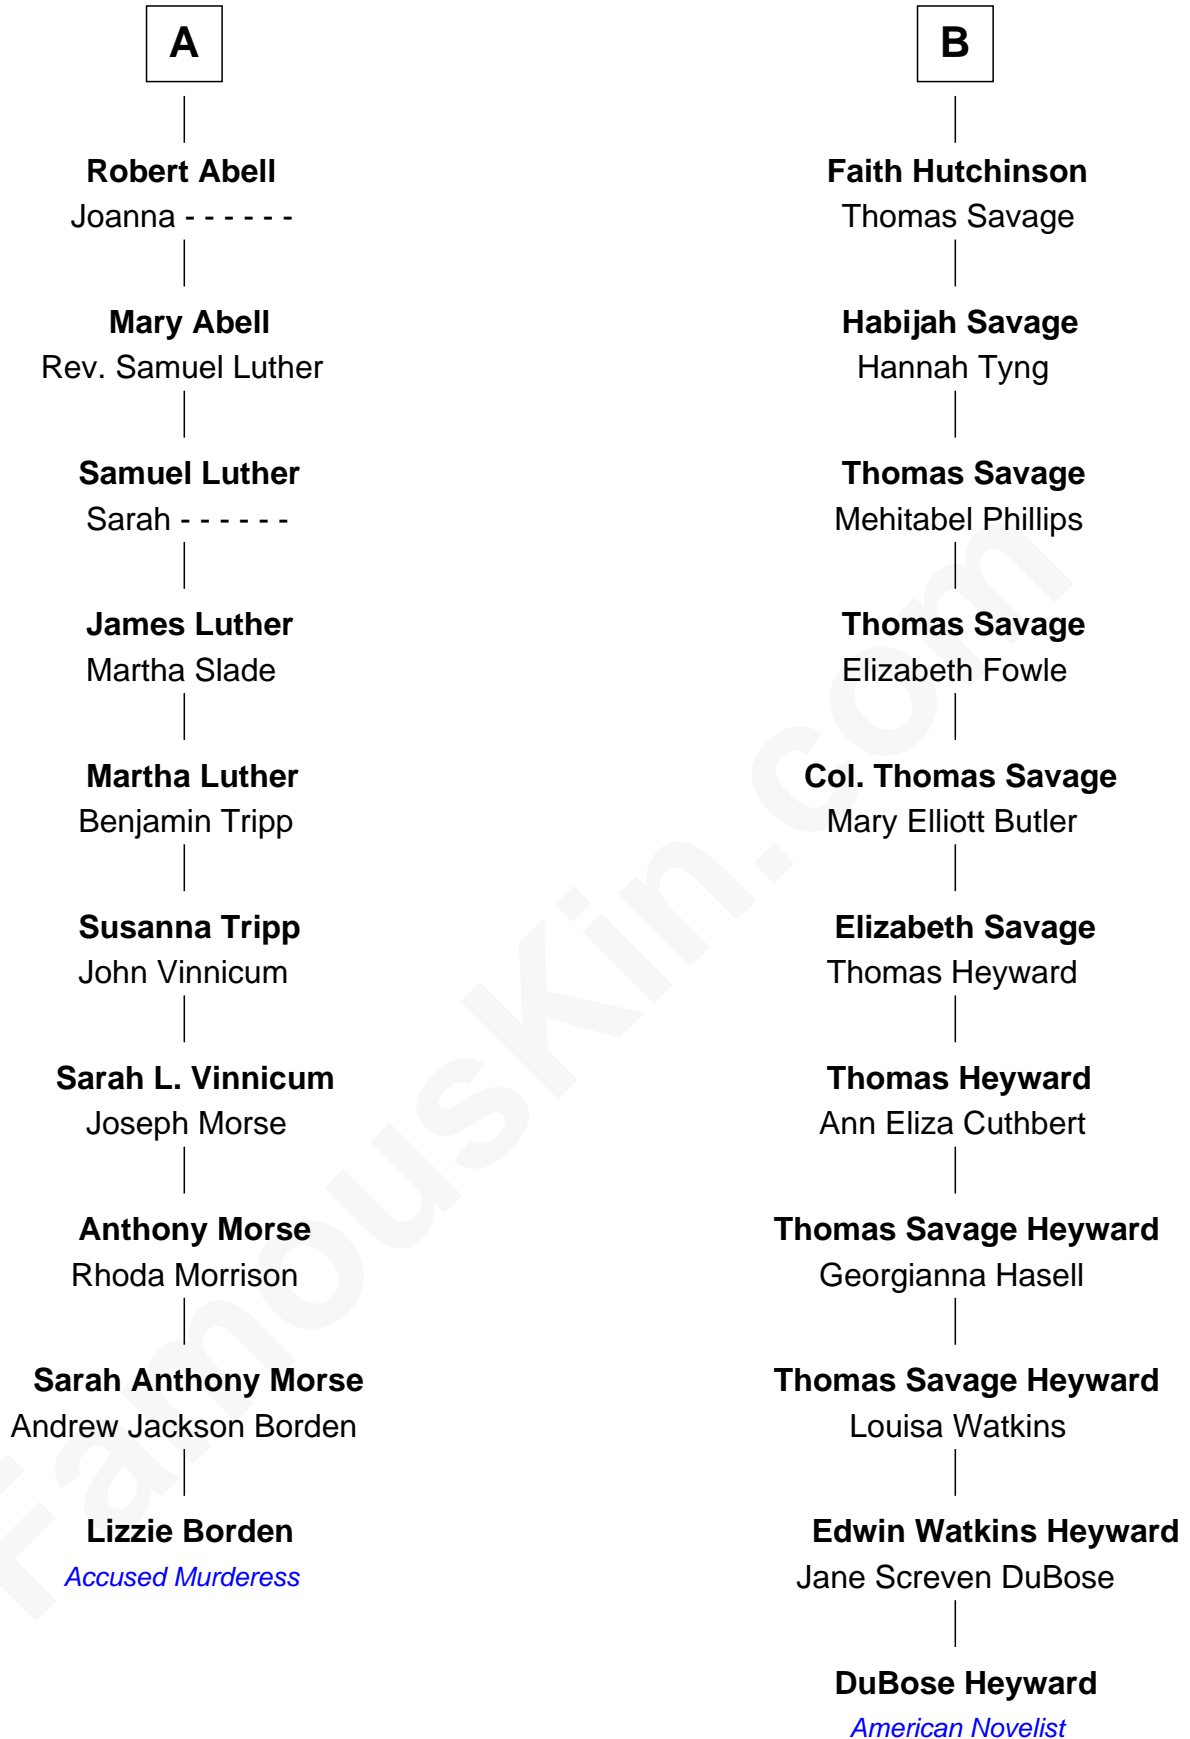 A
Robert Abell
Joanna - - - - - -
Mary Abell
Rev. Samuel Luther
Samuel Luther
Sarah - - - - - -
James Luther
Martha Slade
Martha Luther
Benjamin Tripp
Susanna Tripp
John Vinnicum
Sarah L. Vinnicum
Joseph Morse
Anthony Morse
Rhoda Morrison
Sarah Anthony Morse
Andrew Jackson Borden
Lizzie Borden
Accused Murderess
B
Faith Hutchinson
Thomas Savage
Habijah Savage
Hannah Tyng
Thomas Savage
Mehitabel Phillips
Thomas Savage
Elizabeth Fowle
Col. Thomas Savage
Mary Elliott Butler
Elizabeth Savage
Thomas Heyward
Thomas Heyward
Ann Eliza Cuthbert
Thomas Savage Heyward
Georgianna Hasell
Thomas Savage Heyward
Louisa Watkins
Edwin Watkins Heyward
Jane Screven DuBose
DuBose Heyward
American Novelist
FamousKin.com